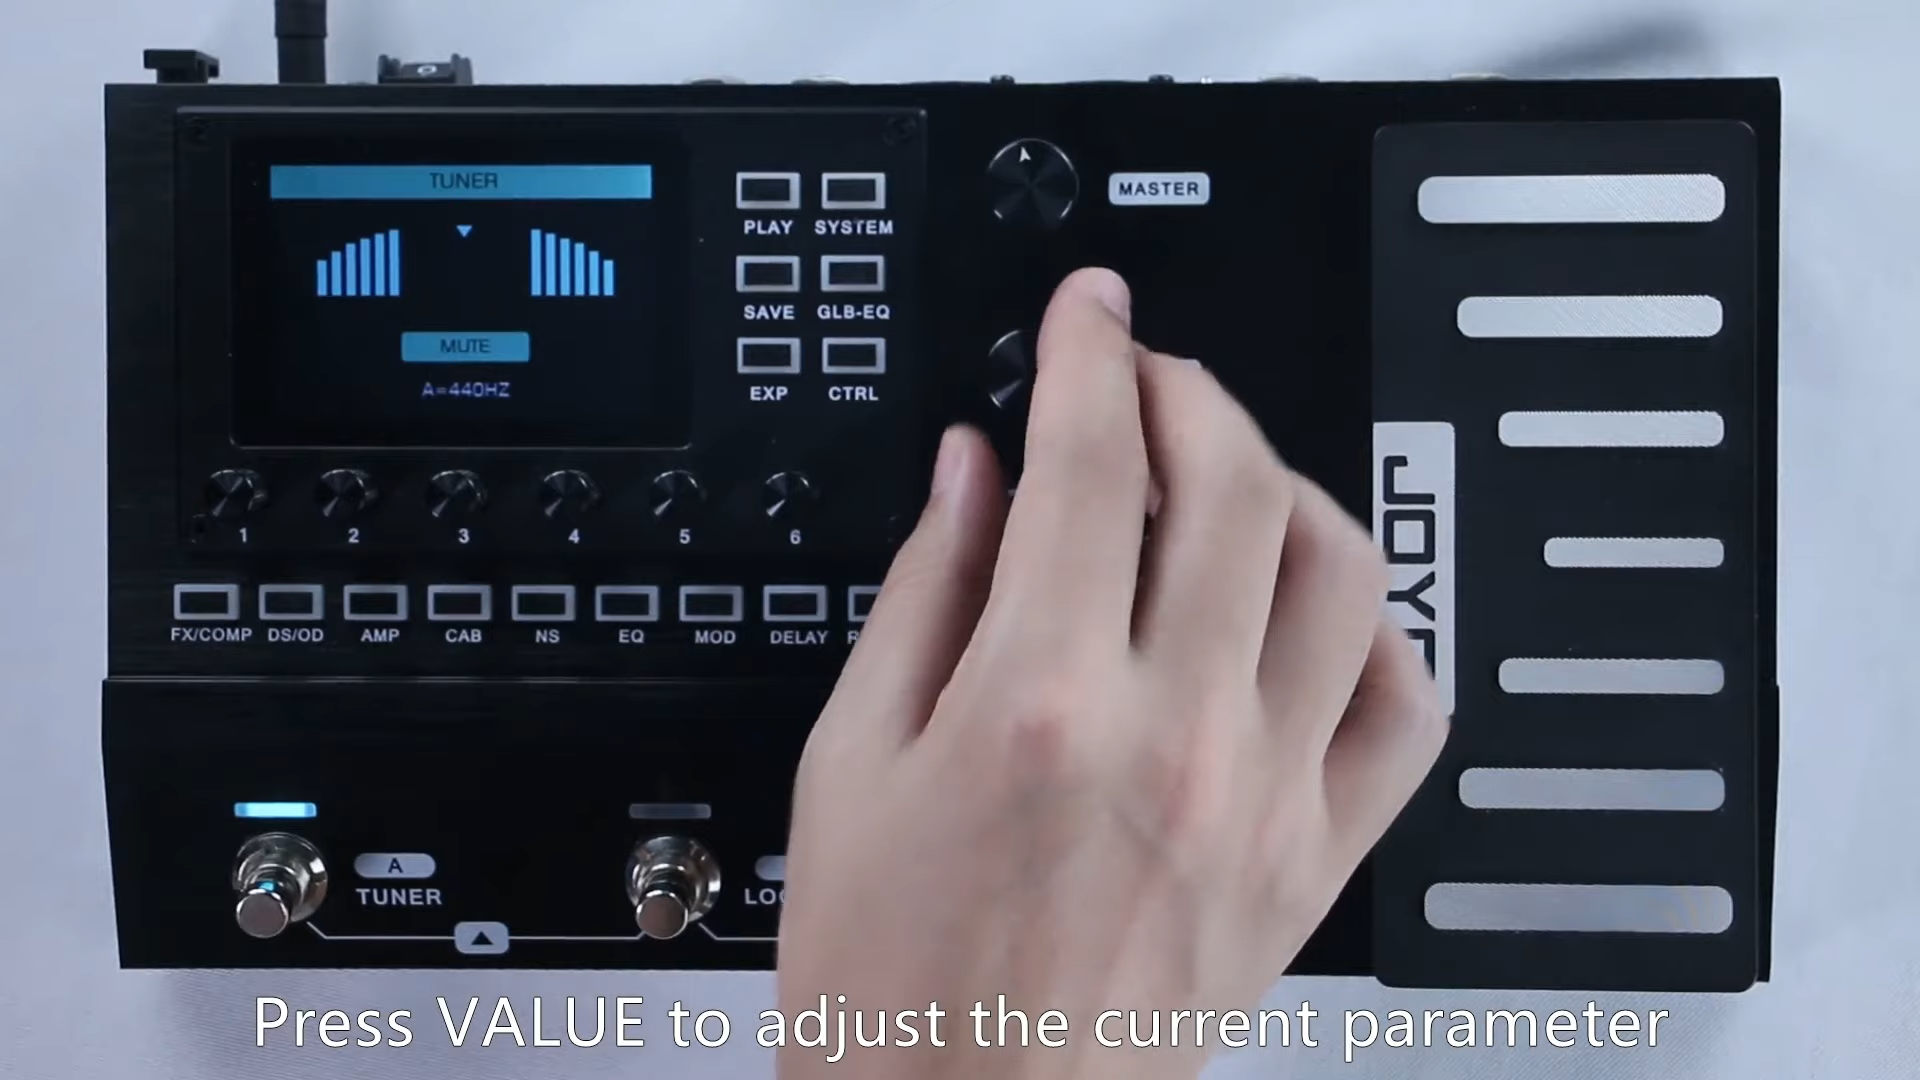 TUNER
MUTE
A=440HZ
PLAY SYSTEM
SAVE GLB-EQ
EXP CTRL
MASTER
1 2 3 4 5 6
FX/COMP DS/OD AMP CAB NS EQ MOD DELAY
A
TUNER
Press VALUE to adjust the current parameter